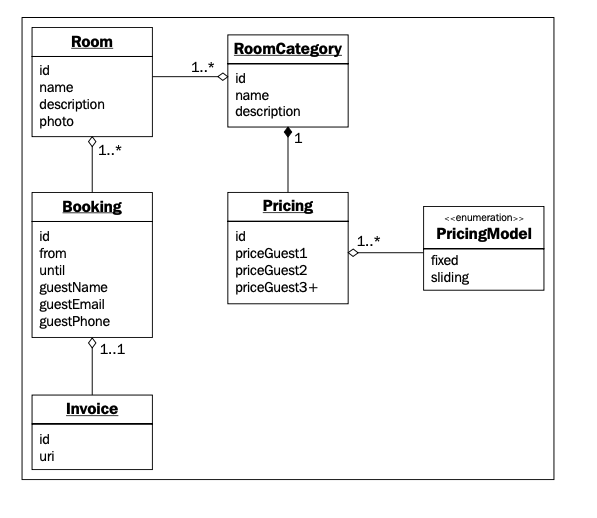 Room
id
name
description
photo
1..*
RoomCategory
id
name
description
1..*
1
Booking
id
from
until
guestName
guestEmail
guestPhone
Pricing
id
priceGuest1
priceGuest2
priceGuest3+
1..*
<<enumeration>>
PricingModel
fixed
sliding
1..1
Invoice
id
uri